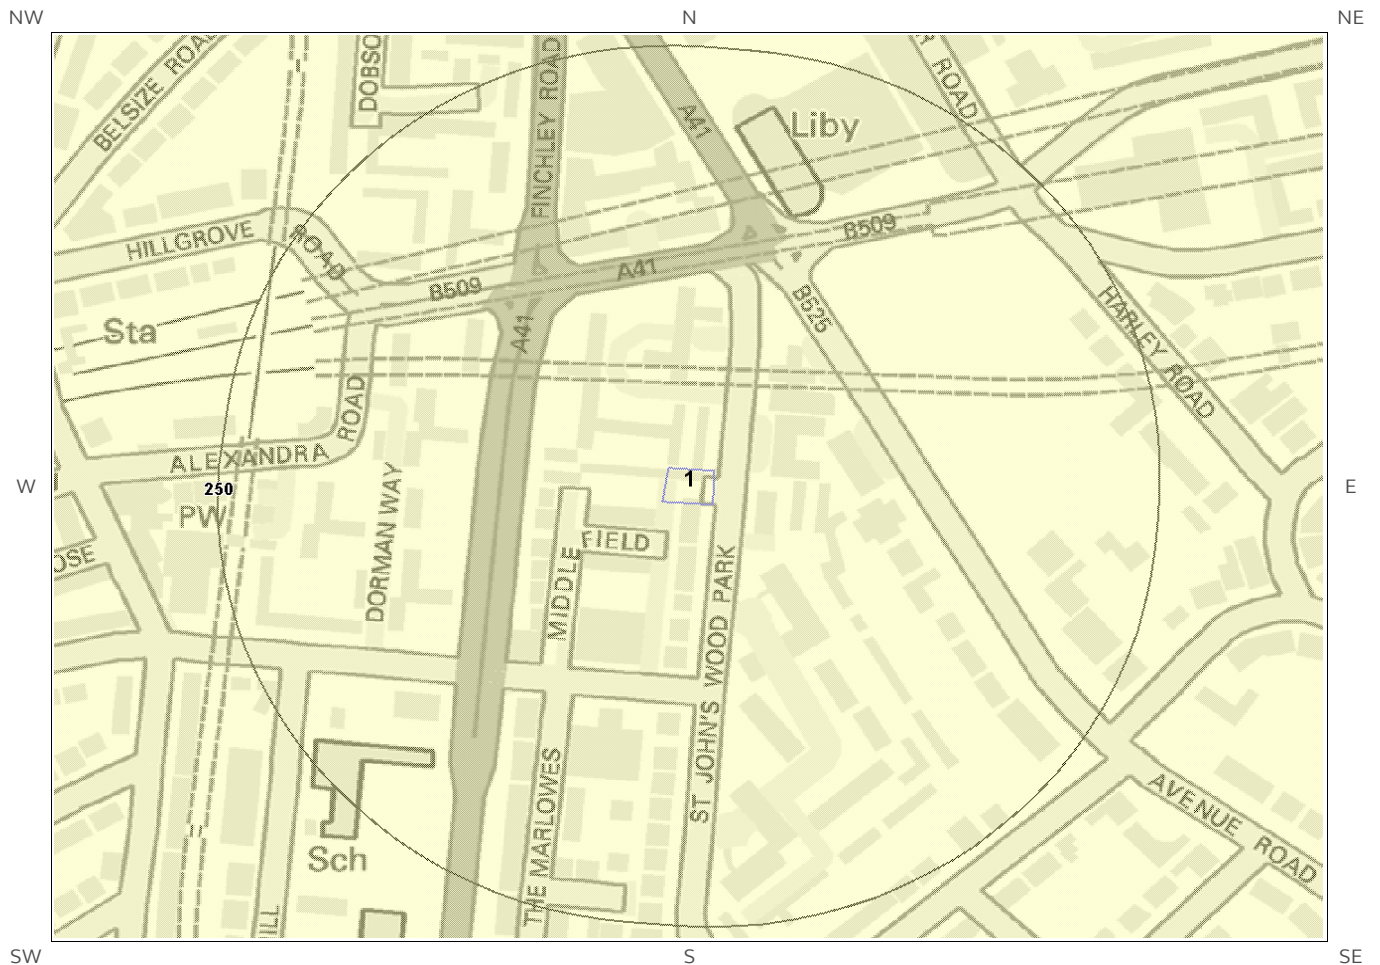 NW
N
NE
BELSIZE ROAD
DOBSO
FINCHLEY ROAD
A41
Liby
R ROAD
HILLGROVE
ROAD
B509
A41
B509
A41
B525
HARLEY ROAD
Sta
ROAD
ALEXANDRA
W
250
PW
1
E
OSE
DORMAN WAY
FIELD
MIDDLE
ST JOHN'S WOOD PARK
THE MARLOWES
Sch
ILL
AVENUE ROAD
SW
S
SE